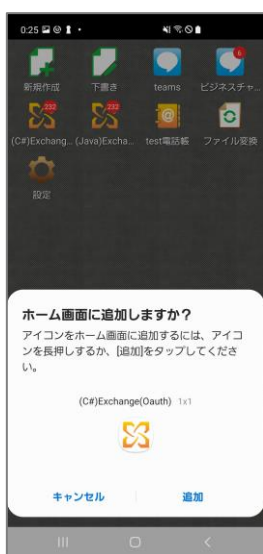 0:25
新規作成
下書き
teams
ビジネスチャ...
6
(C#)Exchang...
232
(Java)Excha...
232
test電話帳
ファイル変換
設定
ホーム画面に追加しますか？
アイコンをホーム画面に追加するには、アイコ
ンを長押しするか、[追加]をタップしてくださ
い。
(C#)Exchange(Oauth) 1x1
キャンセル
追加